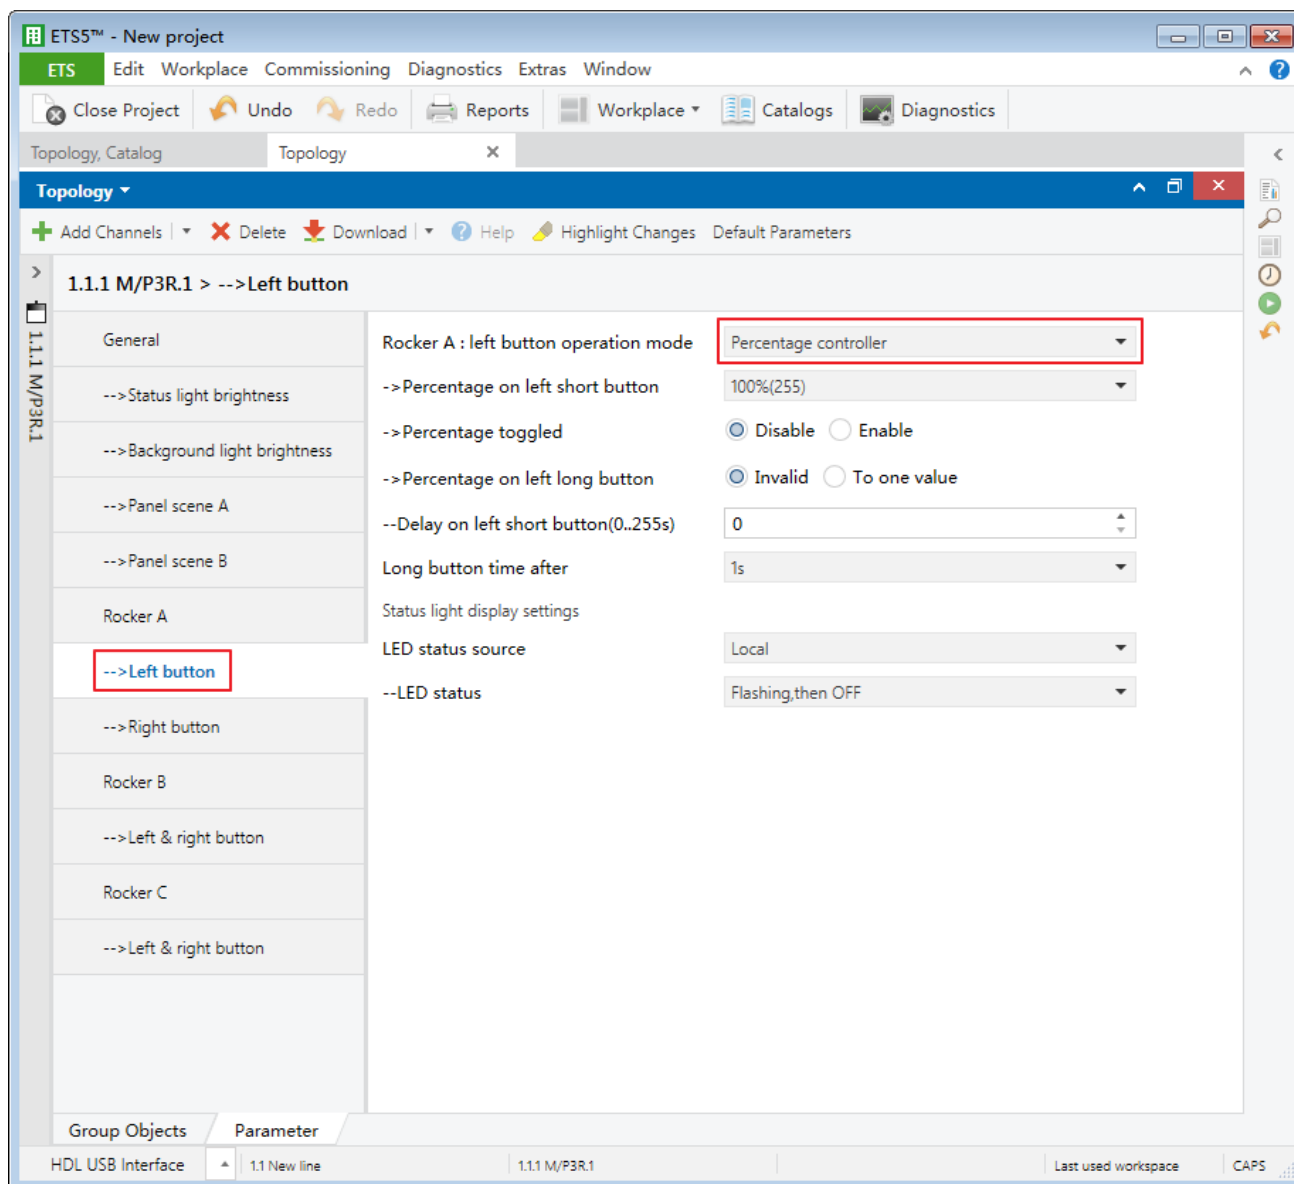 ETS5™ - New project
ETS Edit Workplace Commissioning Diagnostics Extras Window
Close Project Undo Redo Reports Workplace Catalogs Diagnostics
Topology, Catalog Topology
Topology
Add Channels Delete Download Help Highlight Changes Default Parameters
1.1.1 M/P3R.1 > -->Left button
1.1.1 M/P3R.1
General
-->Status light brightness
-->Background light brightness
-->Panel scene A
-->Panel scene B
Rocker A
-->Left button
-->Right button
Rocker B
-->Left & right button
Rocker C
-->Left & right button
Rocker A : left button operation mode Percentage controller
->Percentage on left short button 100%(255)
->Percentage toggled Disable Enable
->Percentage on left long button Invalid To one value
--Delay on left short button(0..255s) 0
Long button time after 1s
Status light display settings
LED status source Local
--LED status Flashing,then OFF
Group Objects Parameter
HDL USB Interface 1.1 New line 1.1.1 M/P3R.1 Last used workspace CAPS